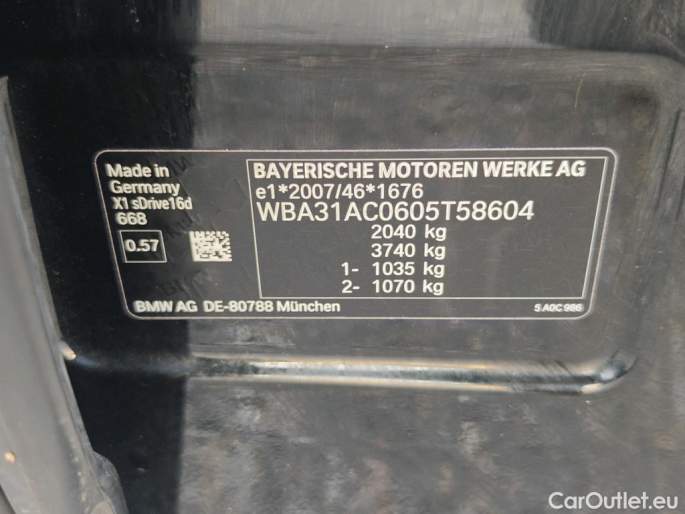 Made in
Germany
X1 sDrive16d
668
0.57
BAYERISCHE MOTOREN WERKE AG
e1*2007/46*1676
WBA31AC0605T58604
2040 kg
3740 kg
1- 1035 kg
2- 1070 kg
BMW AG DE-80788 München
5 A0C 986
CarOutlet.eu